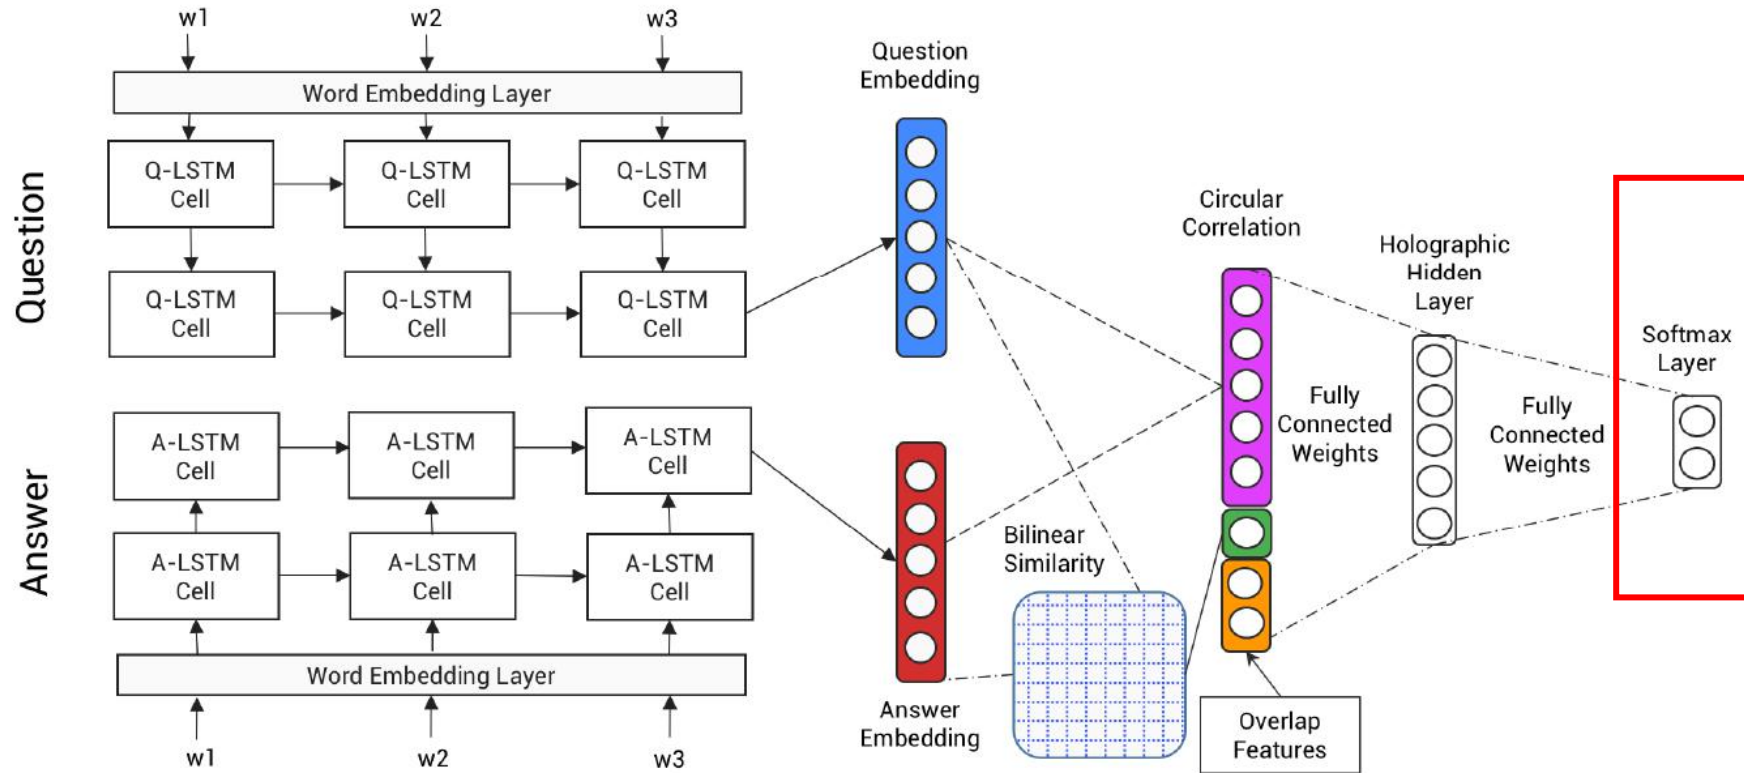 w1
w2
w3
Word Embedding Layer
Question
Q-LSTM
Cell
Q-LSTM
Cell
Q-LSTM
Cell
Q-LSTM
Cell
Q-LSTM
Cell
Q-LSTM
Cell
Answer
A-LSTM
Cell
A-LSTM
Cell
A-LSTM
Cell
A-LSTM
Cell
A-LSTM
Cell
A-LSTM
Cell
Word Embedding Layer
w1
w2
w3
Question
Embedding
Answer
Embedding
Bilinear
Similarity
Circular
Correlation
Overlap
Features
Fully
Connected
Weights
Holographic
Hidden
Layer
Fully
Connected
Weights
Softmax
Layer